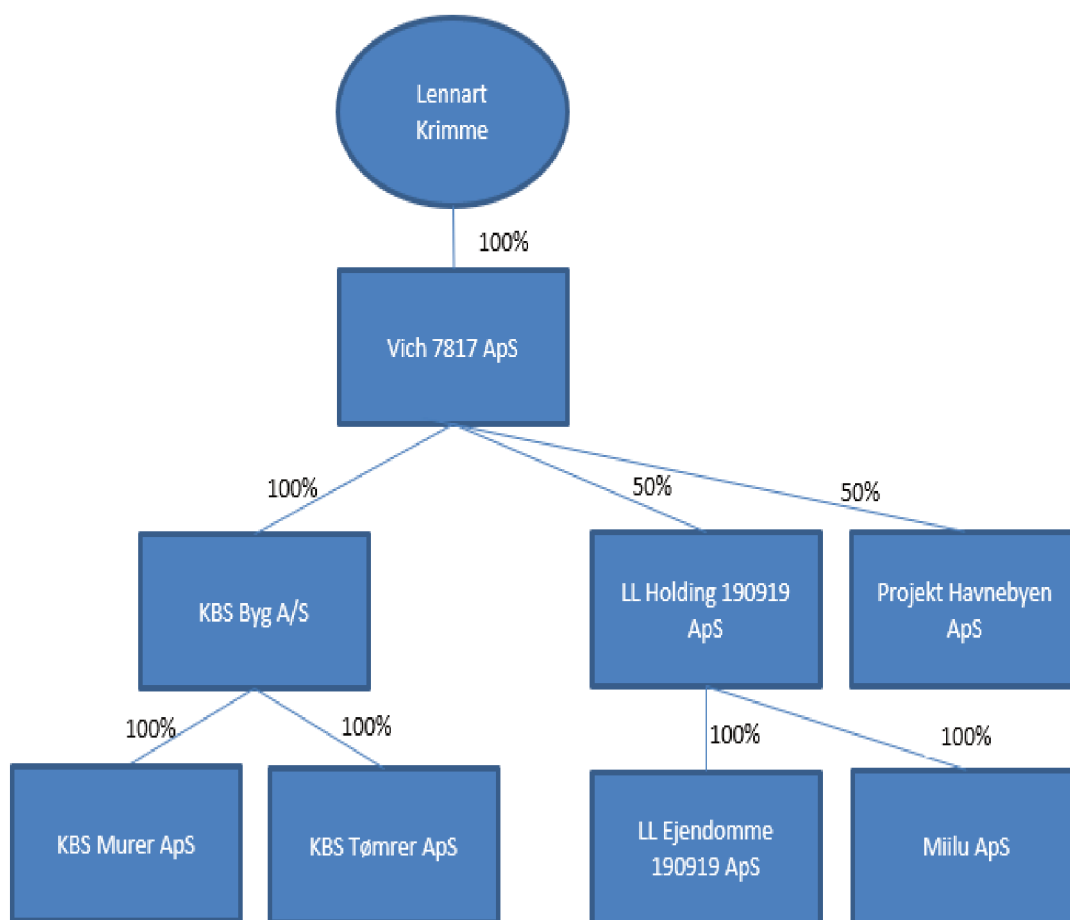 Lennart
Krimme
100%
Vich 7817 ApS
100%
50%
50%
KBS Byg A/S
LL Holding 190919
ApS
Projekt Havnebyen
ApS
100%
100%
100%
100%
KBS Murer ApS
KBS Tømrer ApS
LL Ejendomme
190919 ApS
Miilu ApS